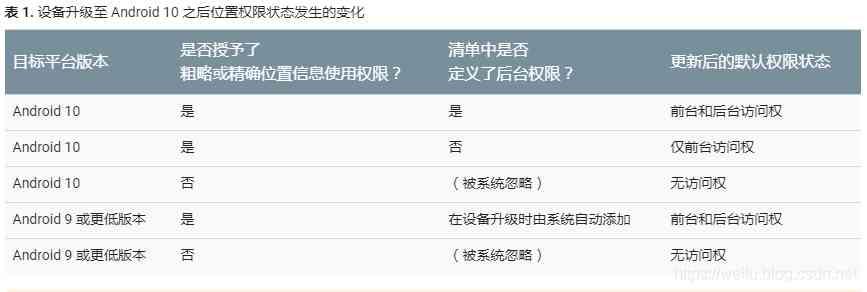 表 1. 设备升级至 Android 10 之后位置权限状态发生的变化
目标平台版本 是否授予了 粗略或精确位置信息使用权限？ 清单中是否 定义了后台权限？ 更新后的默认权限状态
Android 10 是 是 前台和后台访问权
Android 10 是 否 仅前台访问权
Android 10 否 （被系统忽略） 无访问权
Android 9 或更低版本 是 在设备升级时由系统自动添加 前台和后台访问权
Android 9 或更低版本 否 （被系统忽略） 无访问权
https://weilu.blog.csdn.net